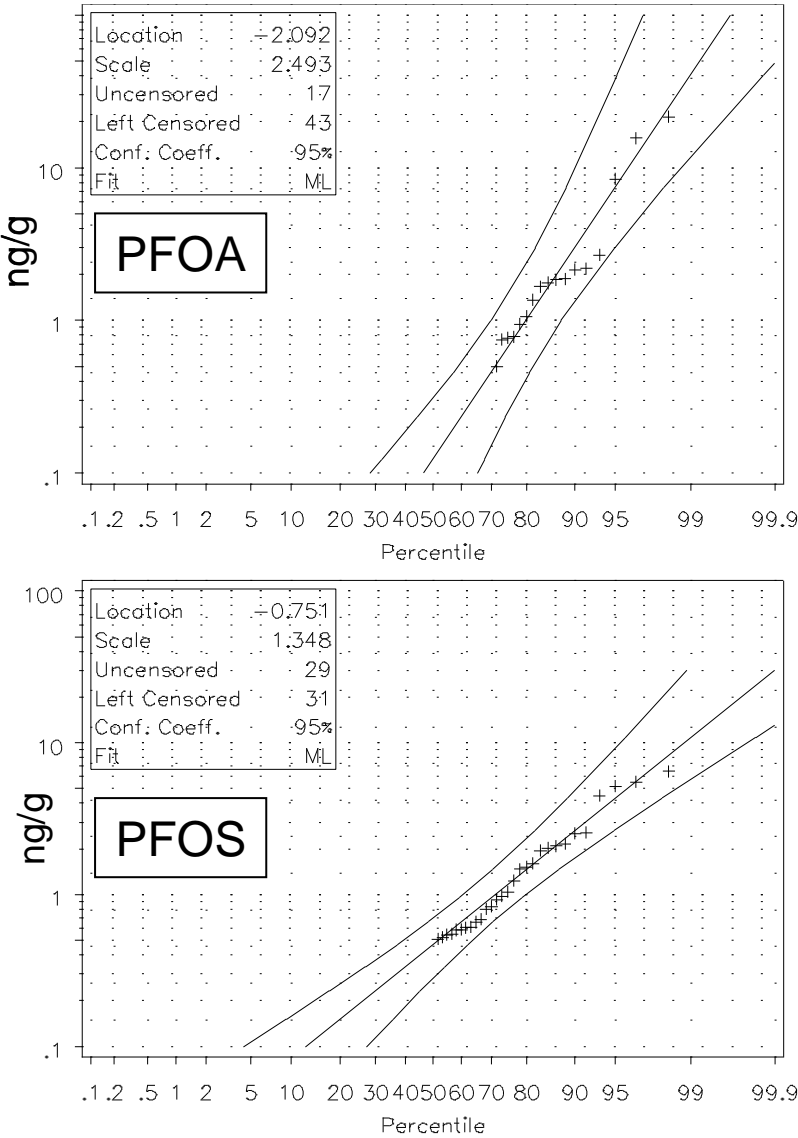 Location -2.092
Scale 2.493
Uncensored 17
Left Censored 43
Conf. Coeff. 95%
Fit ML
PFOA
ng/g
10
1
.1
.1 .2 .5 1 2 5 10 20 30 40 50 60 70 80 90 95 99 99.9
Percentile
100
Location -0.751
Scale 1.348
Uncensored 29
Left Censored 31
Conf. Coeff. 95%
Fit ML
10
PFOS
ng/g
1
.1
.1 .2 .5 1 2 5 10 20 30 40 50 60 70 80 90 95 99 99.9
Percentile